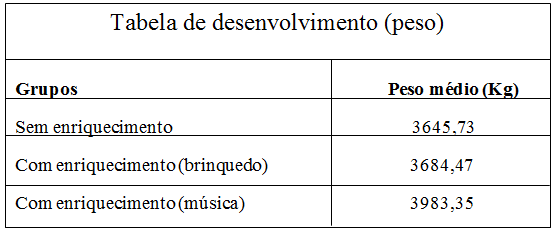 Tabela de desenvolvimento (peso)
Grupos Peso médio (Kg)
Sem enriquecimento 3645,73
Com enriquecimento (brinquedo) 3684,47
Com enriquecimento (música) 3983,35